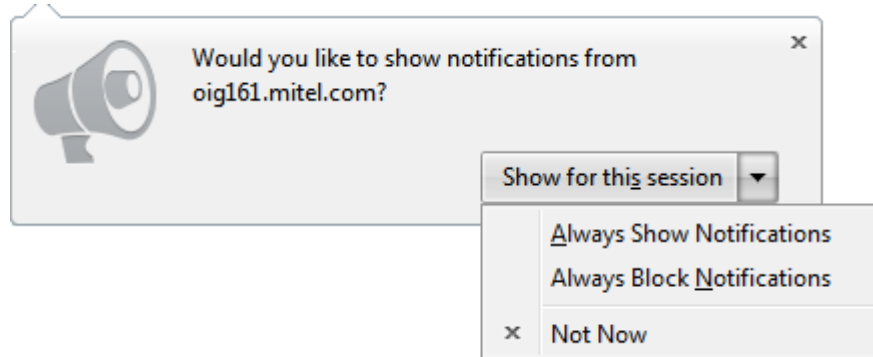 Would you like to show notifications from
oig161.mitel.com?
Show for this session
Always Show Notifications
Always Block Notifications
Not Now